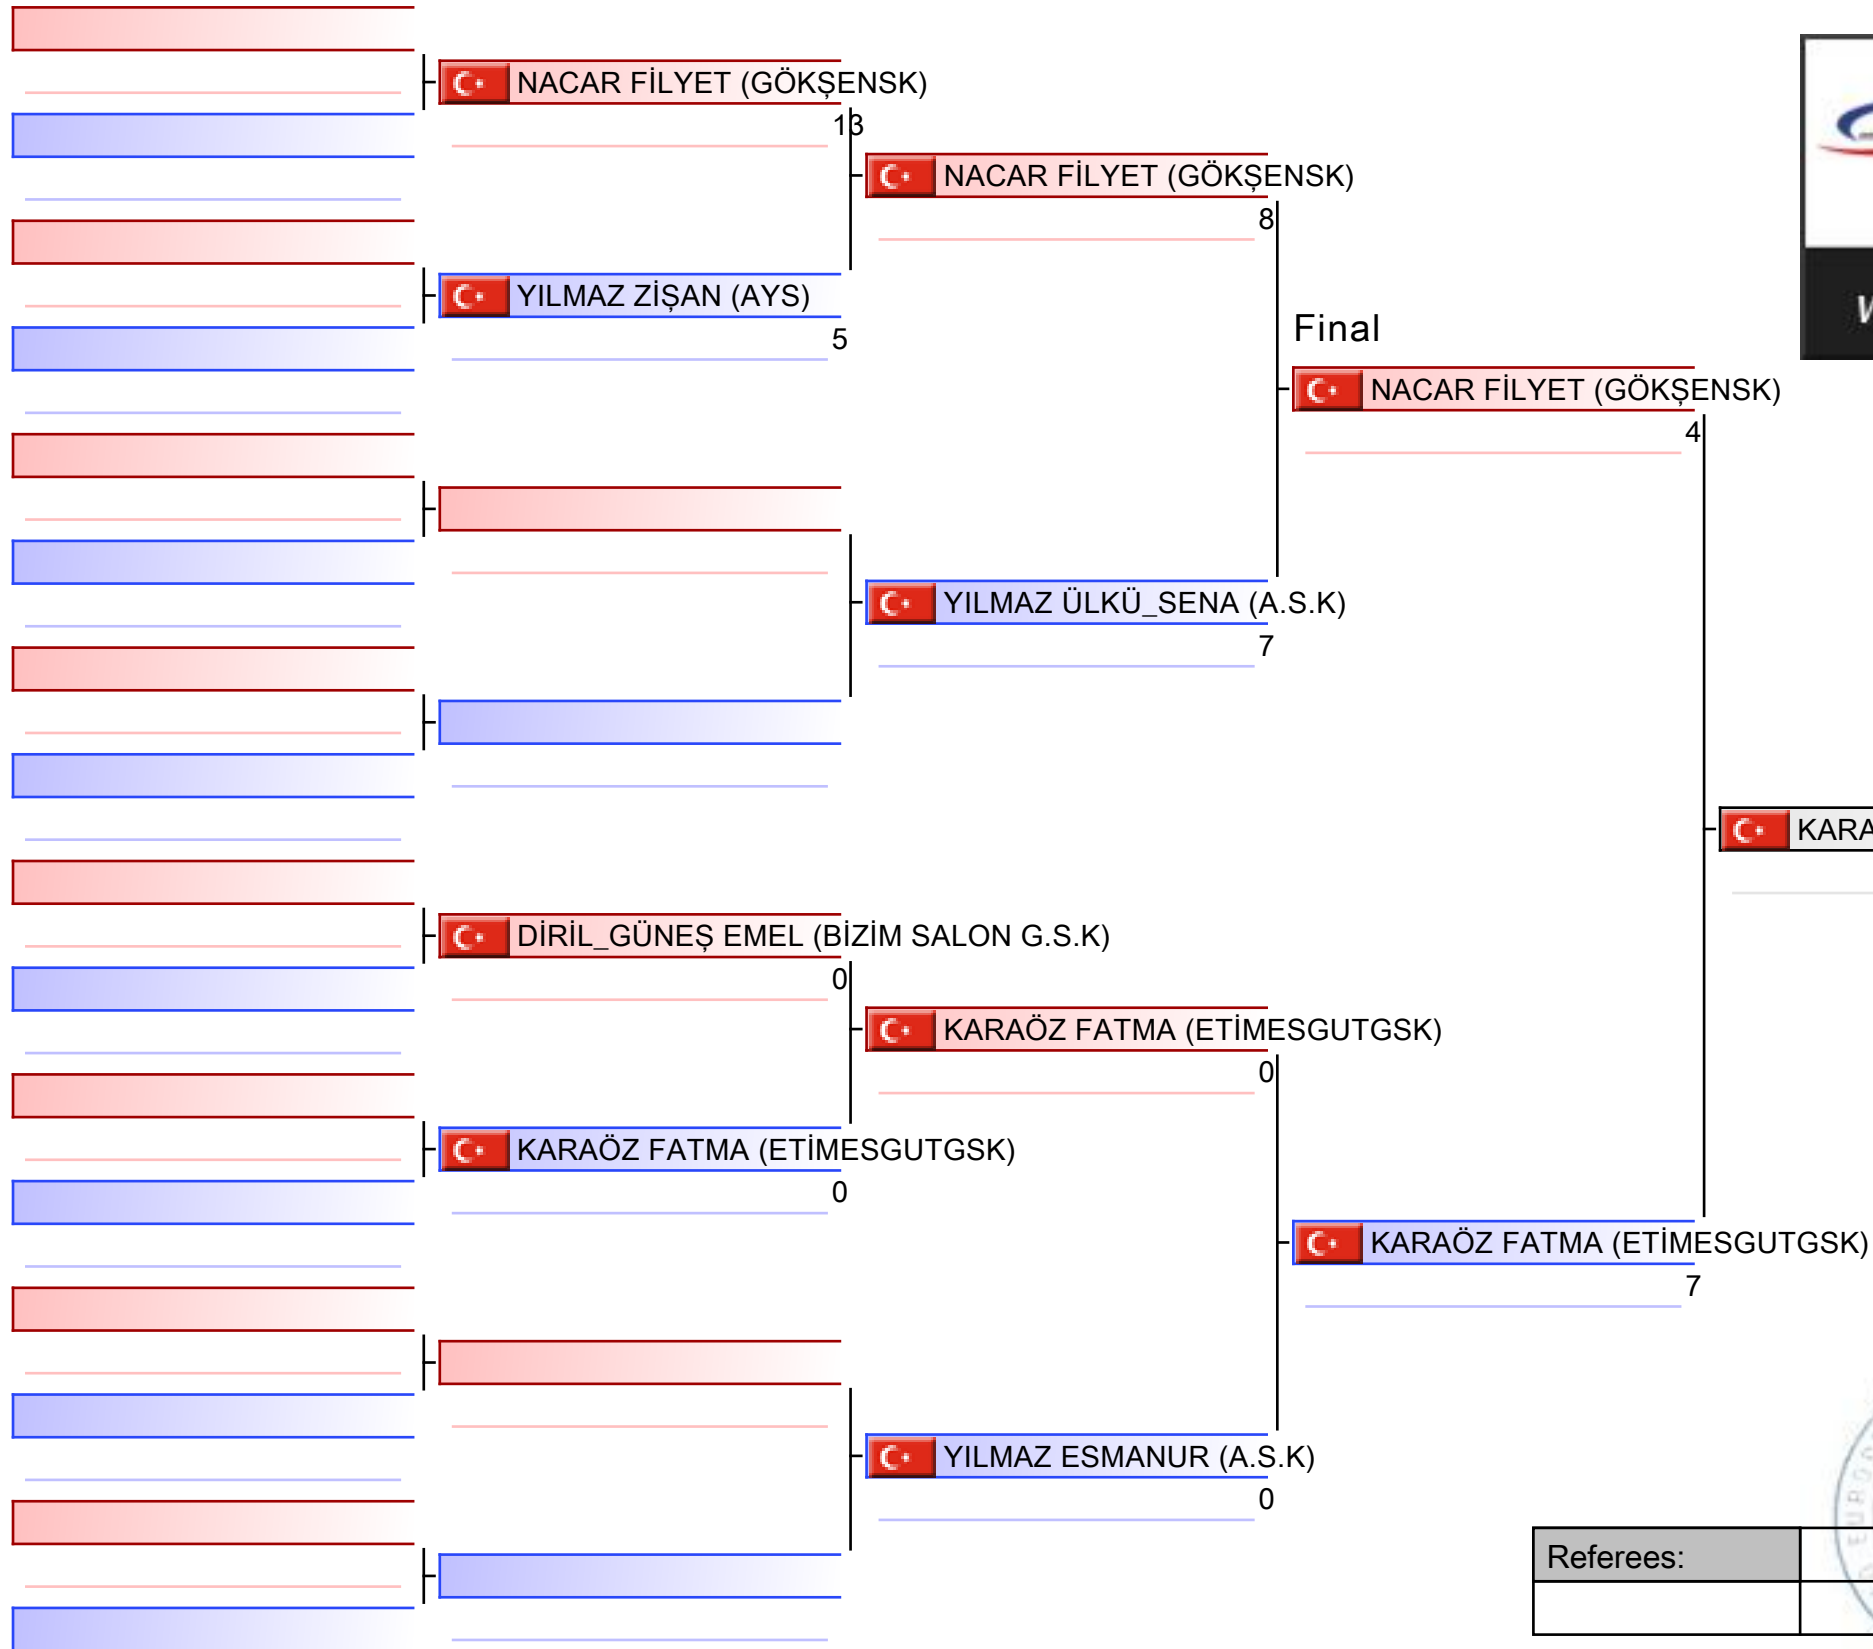 NACAR FİLYET (GÖKŞENSK)
13
NACAR FİLYET (GÖKŞENSK)
8
YILMAZ ZİŞAN (AYS)
5
Final
NACAR FİLYET (GÖKŞENSK)
4
YILMAZ ÜLKÜ_SENA (A.S.K)
7
KARA
DİRİL_GÜNEŞ EMEL (BİZİM SALON G.S.K)
0
KARAÖZ FATMA (ETİMESGUTGSK)
0
KARAÖZ FATMA (ETİMESGUTGSK)
0
KARAÖZ FATMA (ETİMESGUTGSK)
7
YILMAZ ESMANUR (A.S.K)
0
Referees: